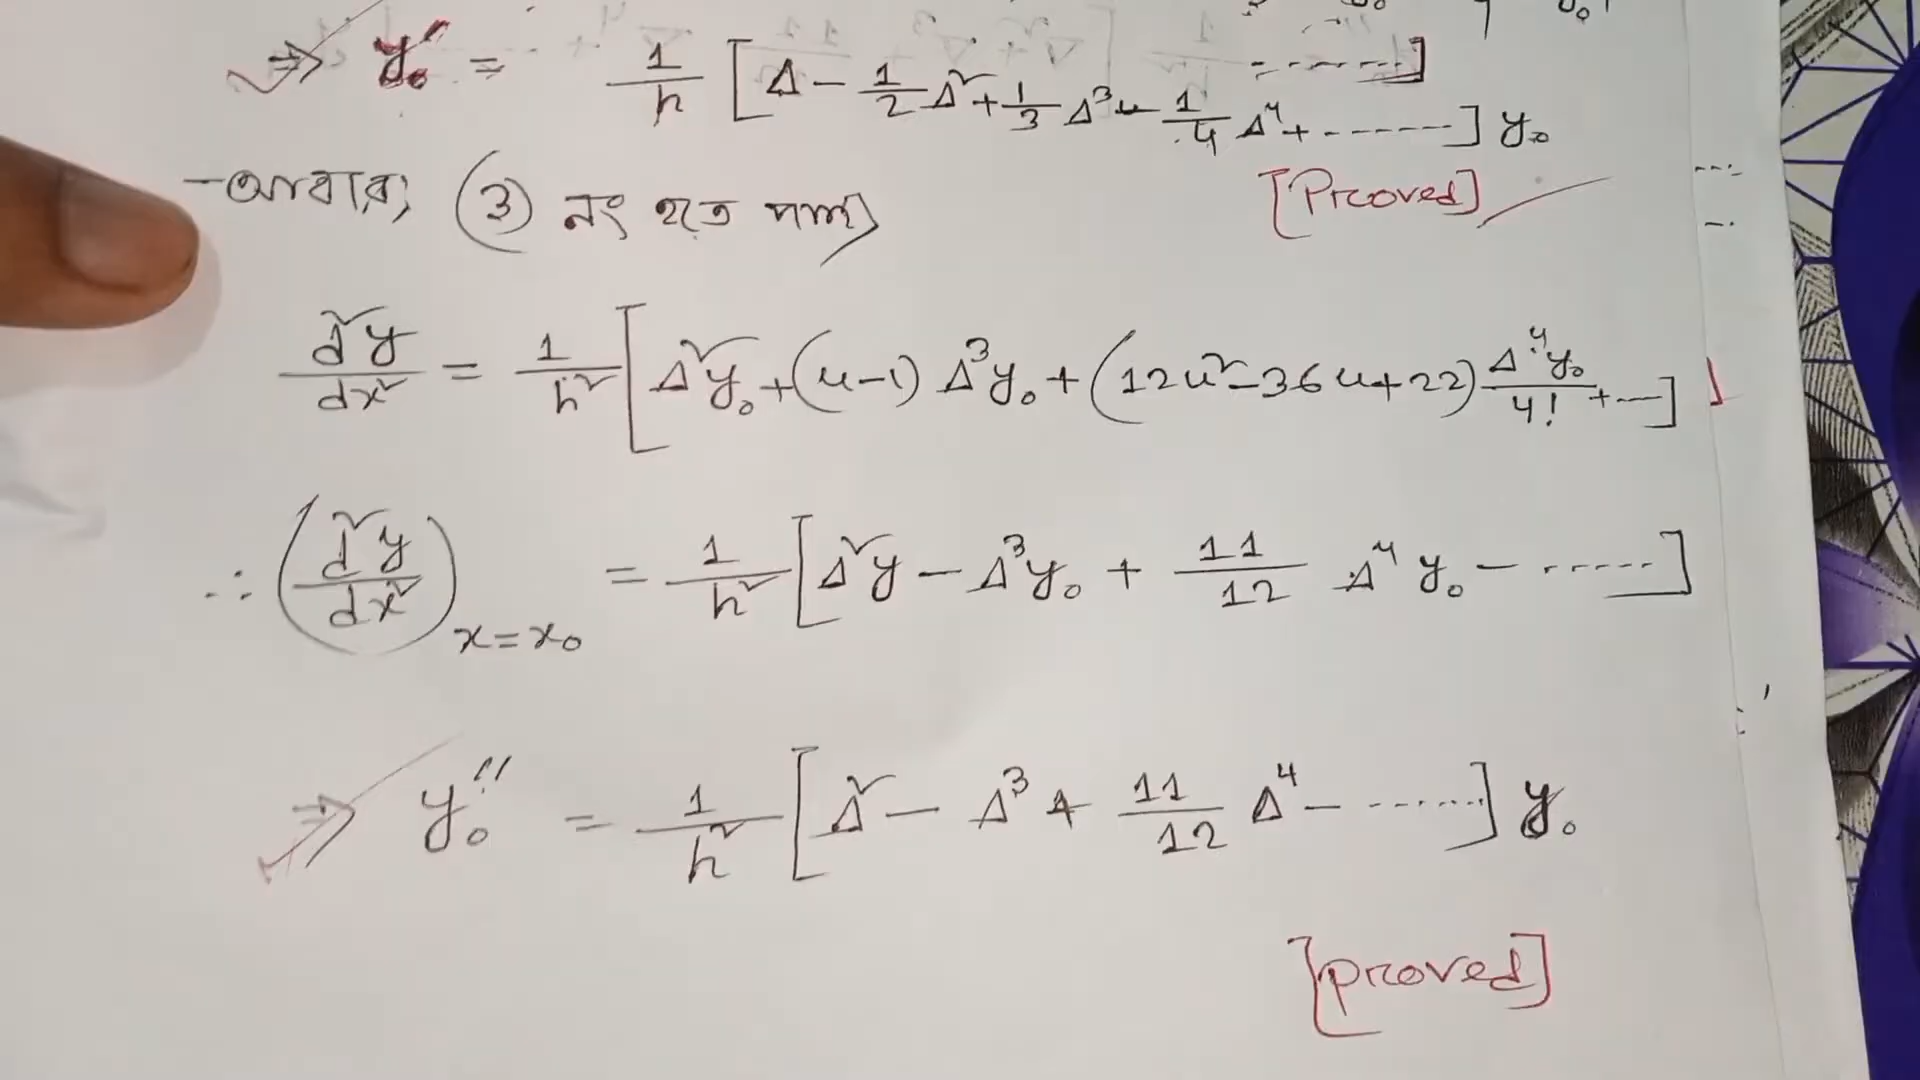 ⇒ y₀′ = 1/h [Δ − 1/2 Δ² + 1/3 Δ³ − 1/4 Δ⁴ + ------] y₀
[Proved]
আবার, (3) নং হতে পাই
d²y/dx² = 1/h² [Δ²y₀ + (u−1) Δ³y₀ + (12u² − 36u + 22) Δ⁴y₀/4! + ---]
∴ (d²y/dx²) x=x₀ = 1/h² [Δ²y − Δ³y₀ + 11/12 Δ⁴y₀ − ------]
⇒ y₀″ = 1/h² [Δ² − Δ³ + 11/12 Δ⁴ − ------] y₀
[proved]